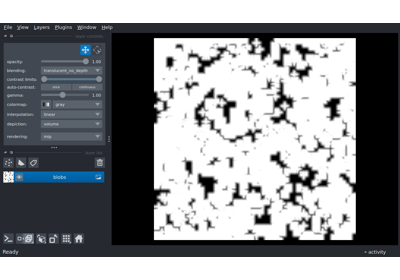 File View Layers Plugins Window Help
opacity: 1.00
blending: translucent_no_depth
contrast limits:
auto-contrast: once continuous
gamma: 1.00
colormap: gray
interpolation: linear
depiction: volume
rendering: mip
blobs
Ready
activity